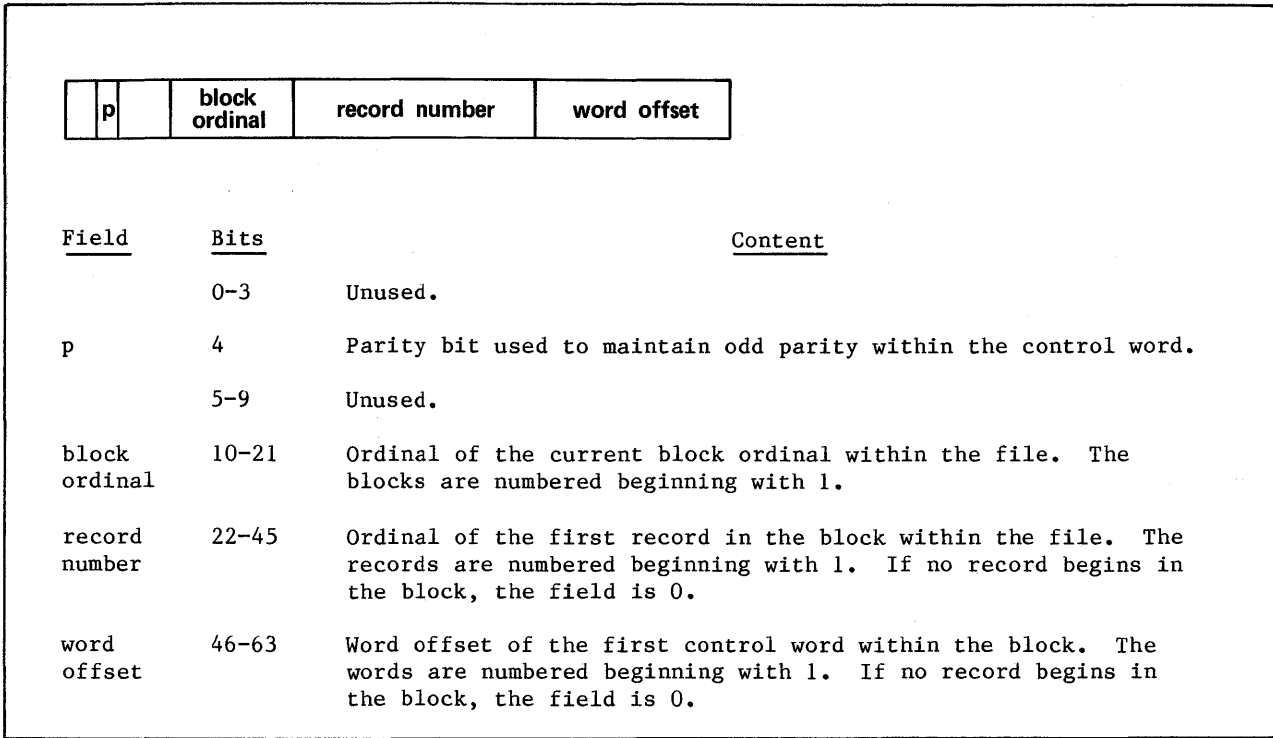 p block ordinal record number word offset
Field Bits Content
0-3 Unused.
p 4 Parity bit used to maintain odd parity within the control word.
5-9 Unused.
block 10-21 Ordinal of the current block ordinal within the file. The
ordinal blocks are numbered beginning with 1.
record 22-45 Ordinal of the first record in the block within the file. The
number records are numbered beginning with 1. If no record begins in
the block, the field is 0.
word 46-63 Word offset of the first control word within the block. The
offset words are numbered beginning with 1. If no record begins in
the block, the field is 0.